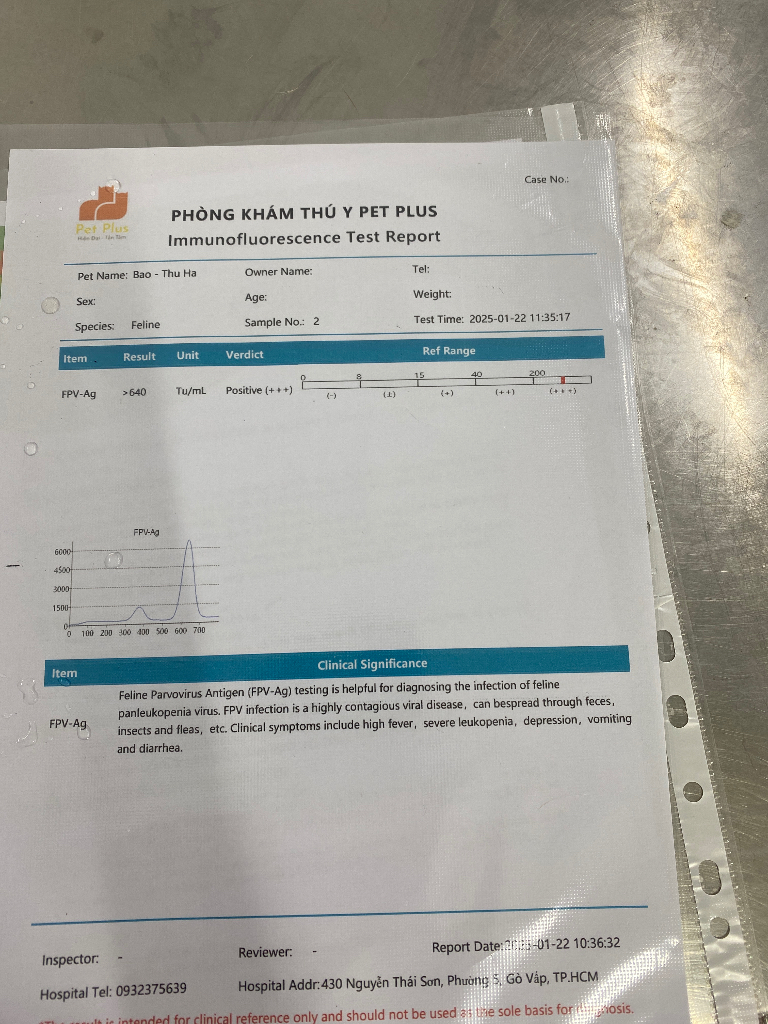 Case No.:
Pet Plus
PHÒNG KHÁM THÚ Y PET PLUS
Immunofluorescence Test Report
Pet Name: Bao - Thu Ha Owner Name: Tel:
Sex: Age: Weight:
Species: Feline Sample No.: 2 Test Time: 2025-01-22 11:35:17
Item Result Unit Verdict Ref Range
0 8 15 40 200
FPV-Ag >640 Tu/mL Positive (+++)
(-) (±) (+) (++) (+++)
FPV-Ag
6000
4500
3000
1500
0
0 100 200 300 400 500 600 700
Item Clinical Significance
Feline Parvovirus Antigen (FPV-Ag) testing is helpful for diagnosing the infection of feline
panleukopenia virus. FPV infection is a highly contagious viral disease, can bespread through feces,
FPV-Ag
insects and fleas, etc. Clinical symptoms include high fever, severe leukopenia, depression, vomiting
and diarrhea.
Inspector: - Reviewer: - Report Date: -01-22 10:36:32
Hospital Tel: 0932375639 Hospital Addr: 430 Nguyễn Thái Sơn, Phường 5, Gò Vấp, TP.HCM
result is intended for clinical reference only and should not be used as the sole basis for diagnosis.